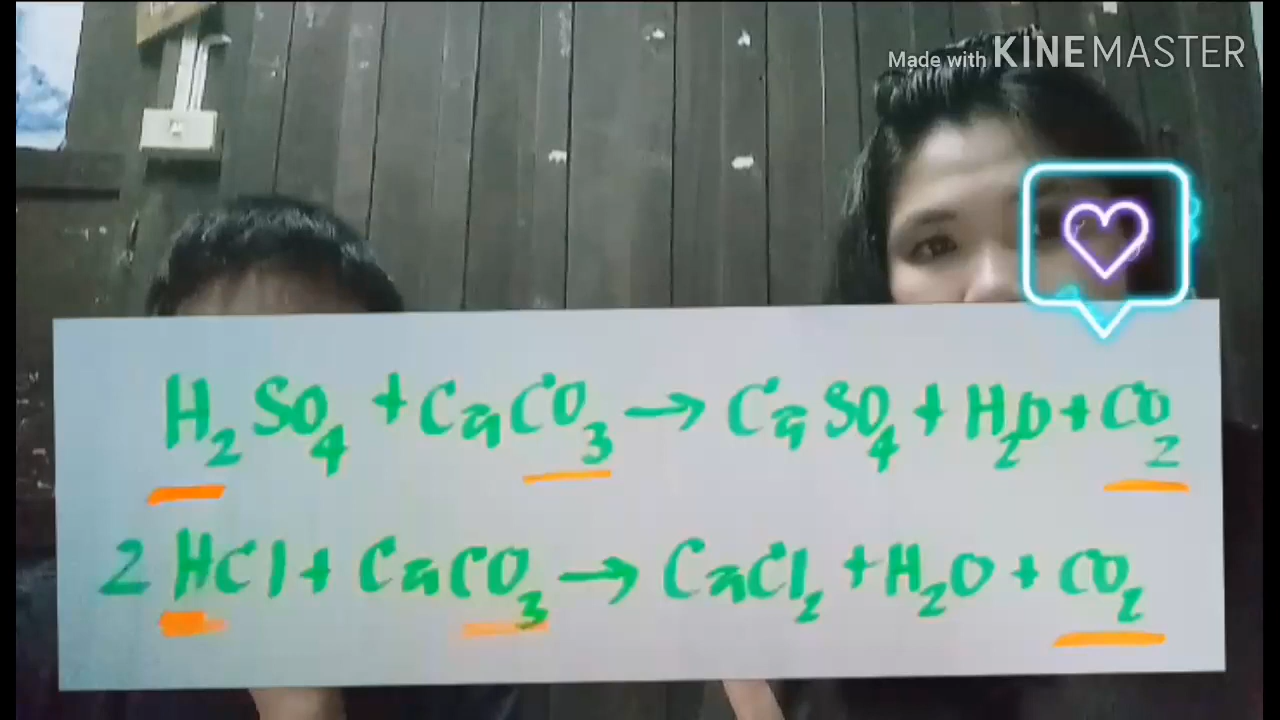 Made with KINEMASTER
H₂SO₄ + CaCO₃ → CaSO₄ + H₂O + CO₂
2 HCl + CaCO₃ → CaCl₂ + H₂O + CO₂